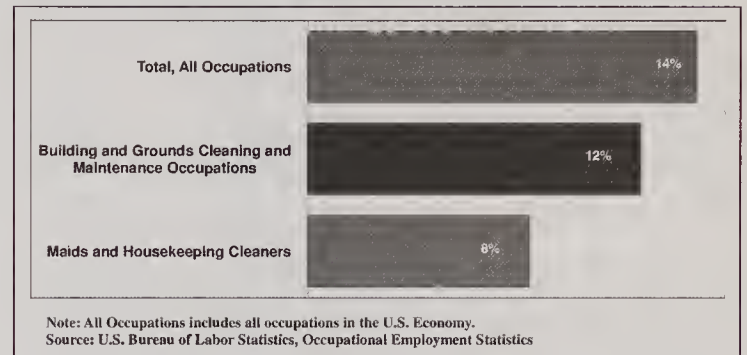 Total, All Occupations
14%
Building and Grounds Cleaning and
Maintenance Occupations
12%
Maids and Housekeeping Cleaners
8%
Note: All Occupations includes all occupations in the U.S. Economy.
Source: U.S. Bureau of Labor Statistics, Occupational Employment Statistics